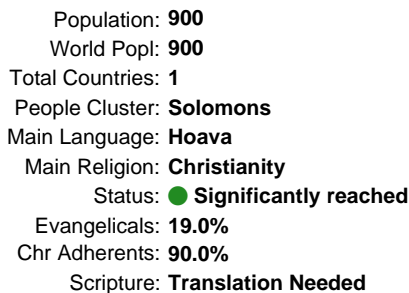 Population: 900
World Popl: 900
Total Countries: 1
People Cluster: Solomons
Main Language: Hoava
Main Religion: Christianity
Status: Significantly reached
Evangelicals: 19.0%
Chr Adherents: 90.0%
Scripture: Translation Needed